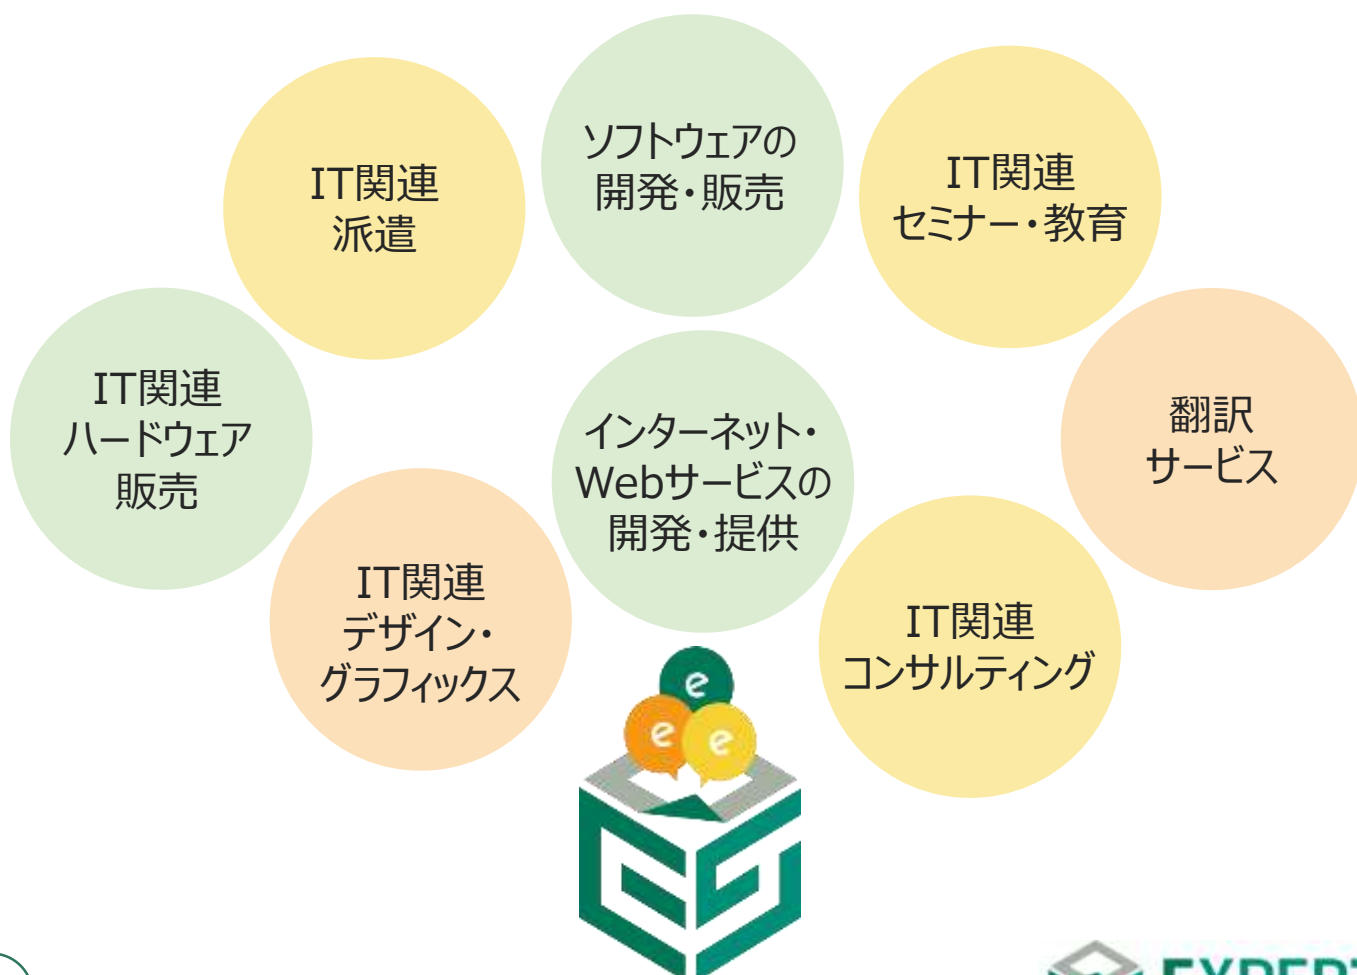 ソフトウェアの
開発・販売
IT関連
派遣
IT関連
セミナー・教育
IT関連
ハードウェア
販売
インターネット・
Webサービスの
開発・提供
翻訳
サービス
IT関連
デザイン・
グラフィックス
IT関連
コンサルティング
e
e
e